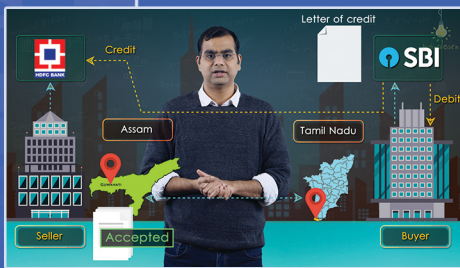 Letter of credit
HDFC BANK
Credit
SBI
Debit
Assam
Tamil Nadu
GUWAHATI
Seller
Accepted
Buyer